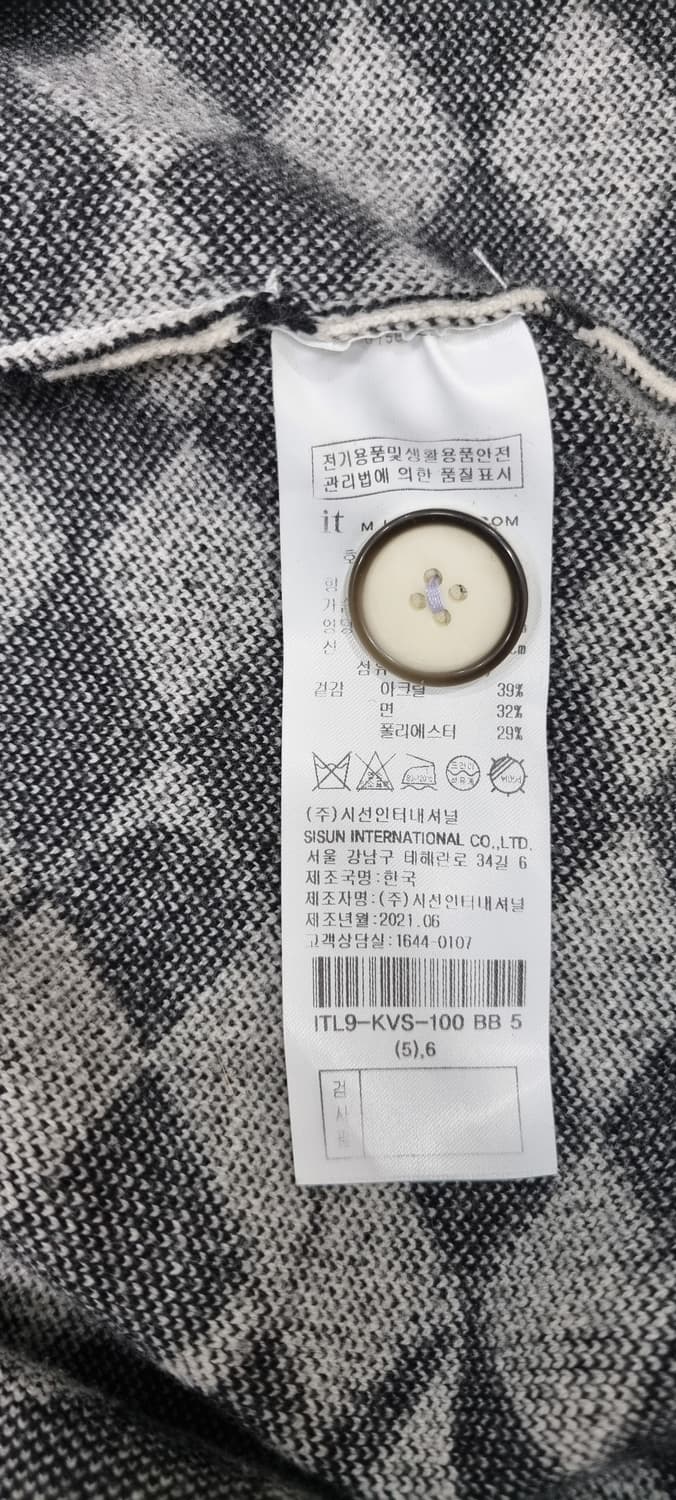 전기용품및생활용품안전
관리법에 의한 품질표시
it M OM
섬유
겉감 아크릴 39%
면 32%
폴리에스터 29%
드라이
(주)시선인터내셔널
SISUN INTERNATIONAL CO.,LTD.
서울 강남구 테헤란로 34길 6
제조국명:한국
제조자명:(주)시선인터내셔널
제조년월:2021.06
고객상담실:1644-0107
ITL9-KVS-100 BB 5
(5),6
검
사
필